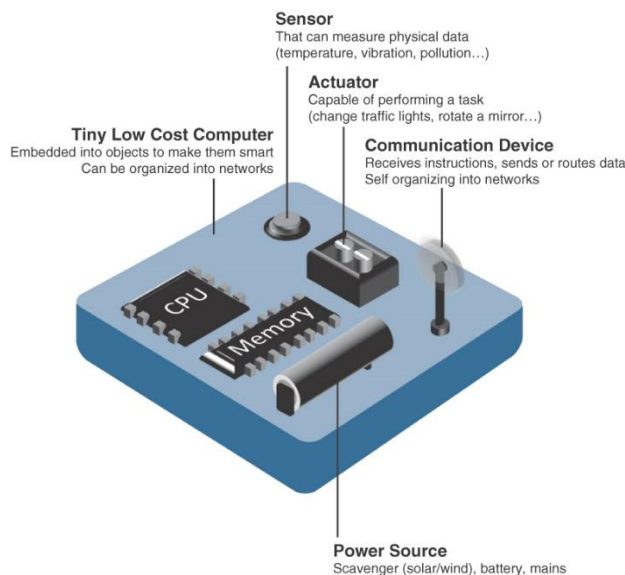 Sensor
That can measure physical data
(temperature, vibration, pollution…)
Actuator
Capable of performing a task
(change traffic lights, rotate a mirror…)
Tiny Low Cost Computer
Embedded into objects to make them smart
Can be organized into networks
Communication Device
Receives instructions, sends or routes data
Self organizing into networks
CPU
Memory
Power Source
Scavenger (solar/wind), battery, mains